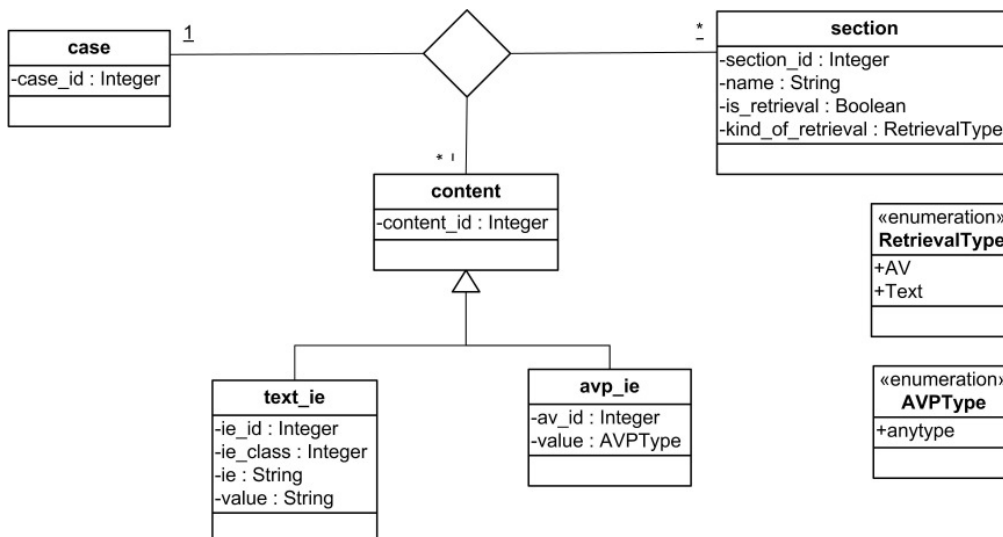 case
-case_id : Integer
1
*
section
-section_id : Integer
-name : String
-is_retrieval : Boolean
-kind_of_retrieval : RetrievalType
*
content
-content_id : Integer
«enumeration»
RetrievalType
+AV
+Text
text_ie
-ie_id : Integer
-ie_class : Integer
-ie : String
-value : String
avp_ie
-av_id : Integer
-value : AVPType
«enumeration»
AVPType
+anytype